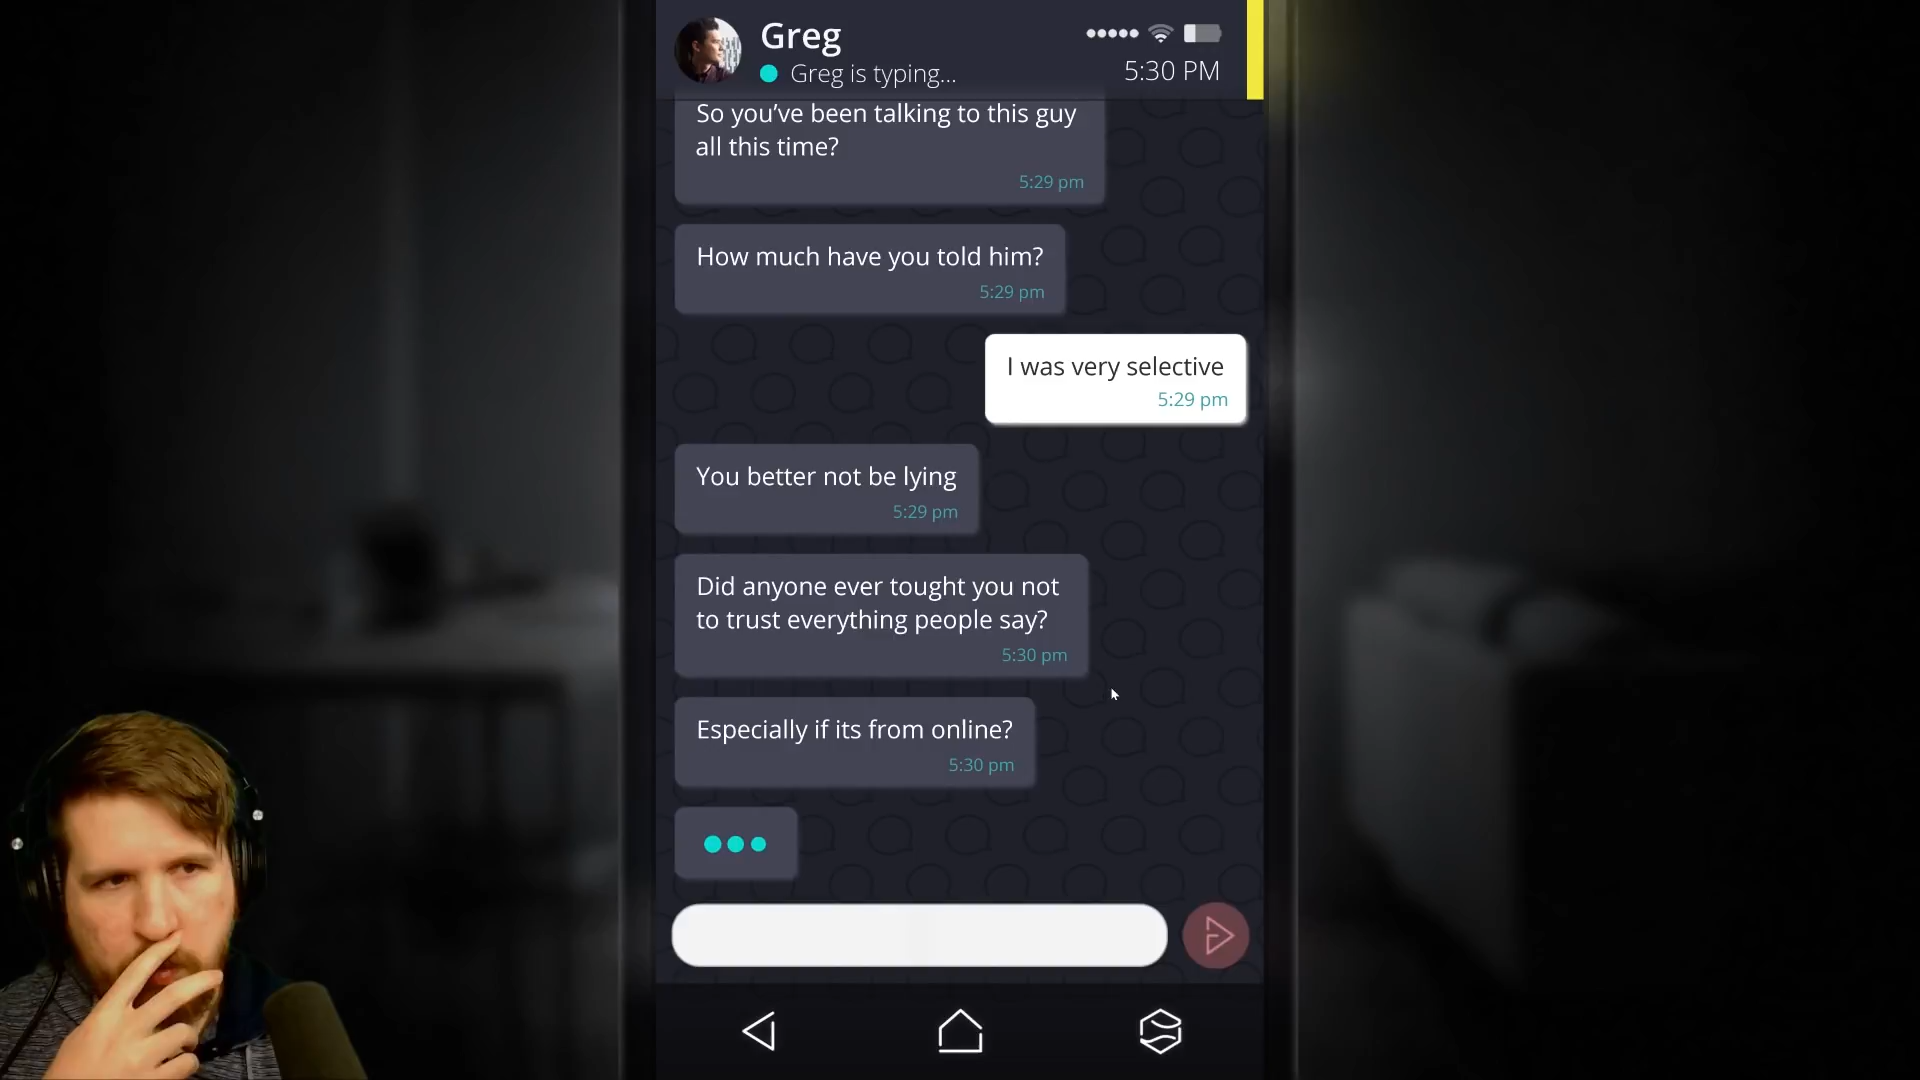 Greg
Greg is typing...
5:30 PM
So you’ve been talking to this guy
all this time?
5:29 pm
How much have you told him?
5:29 pm
I was very selective
5:29 pm
You better not be lying
5:29 pm
Did anyone ever tought you not
to trust everything people say?
5:30 pm
Especially if its from online?
5:30 pm